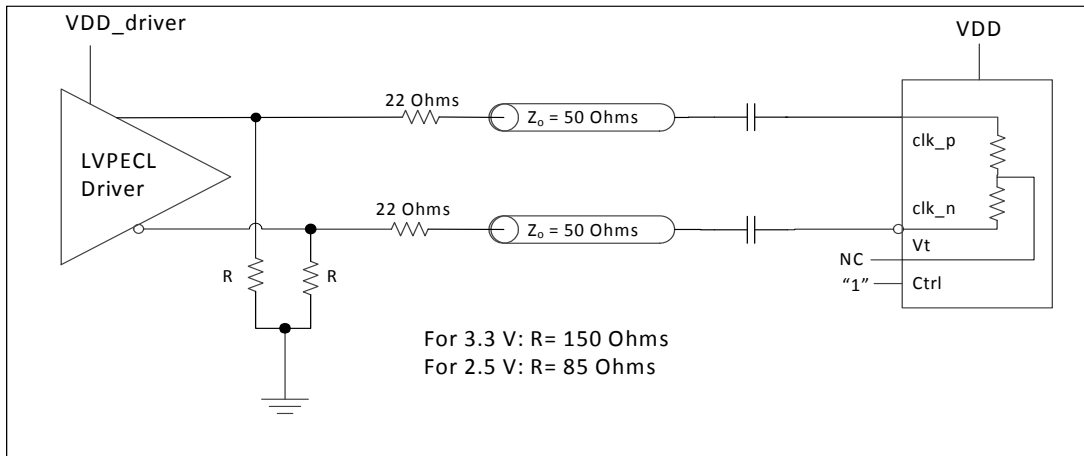 VDD_driver
VDD
22 Ohms
Zo = 50 Ohms
LVPECL
Driver
clk_p
clk_n
22 Ohms
Zo = 50 Ohms
Vt
NC
"1"
Ctrl
R
R
For 3.3 V: R= 150 Ohms
For 2.5 V: R= 85 Ohms